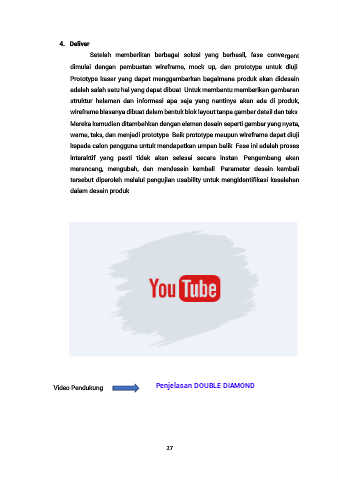 4. Deliver
Setelah memberikan berbagai solusi yang berhasil, fase convergent
dimulai dengan pembuatan wireframe, mock up, dan prototype untuk diuji
Prototype kasar yang dapat menggambarkan bagaimana produk akan didesain
adalah salah satu hal yang dapat dibuat Untuk membantu memberikan gambaran
struktur halaman dan informasi apa saja yang nantinya akan ada di produk,
wireframe biasanya dibuat dalam bentuk blok layout tanpa gambar detail dan teks
Mereka kemudian ditambahkan dengan elemen desain seperti gambar yang nyata,
warna, teks, dan menjadi prototype Baik prototype maupun wireframe dapat diuji
kepada calon pengguna untuk mendapatkan umpan balik Fase ini adalah proses
interaktif yang pasti tidak akan selesai secara instan Pengembang akan
merancang, mengubah, dan mendesain kembali Parameter desain kembali
tersebut diperoleh melalui pengujian usability untuk mengidentifikasi kesalahan
dalam desain produk
YouTube
Video Pendukung
Penjelasan DOUBLE DIAMOND
27